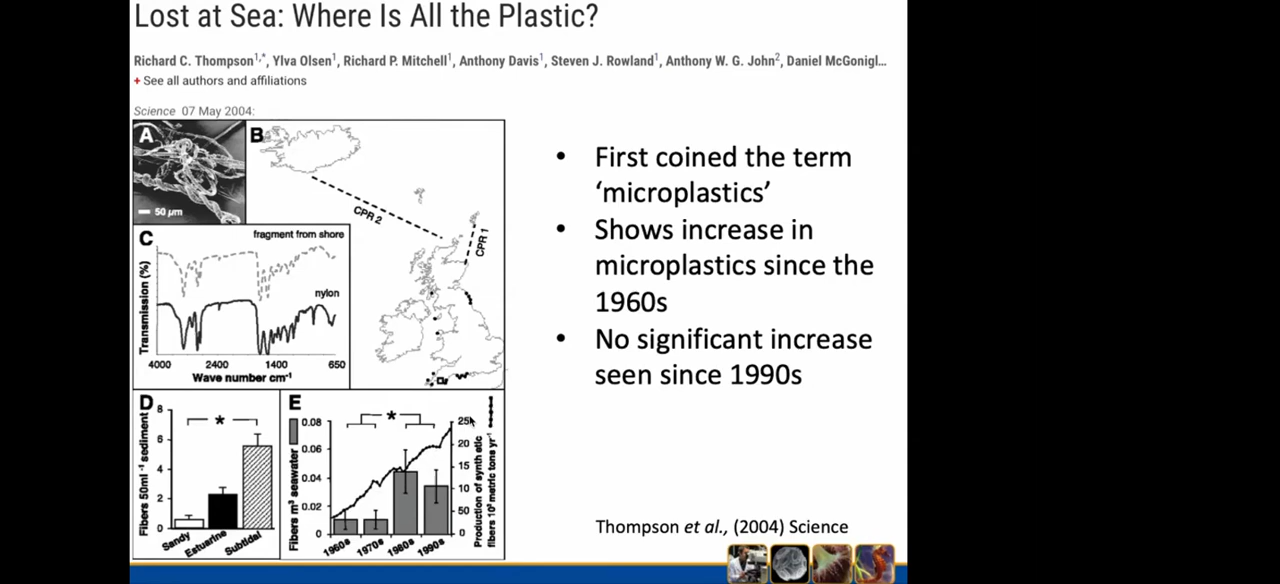 Lost at Sea: Where Is All the Plastic?
Richard C. Thompson1,*, Ylva Olsen1, Richard P. Mitchell1, Anthony Davis1, Steven J. Rowland1, Anthony W. G. John2, Daniel McGonigl...
+ See all authors and affiliations
Science 07 May 2004:
A
50 µm
B
CPR 2
CPR 1
C
fragment from shore
nylon
Transmission (%)
4000 2400 1400 650
Wave number cm-1
D
Fibers 50ml -1 sediment
8
6
4
2
0
*
Sandy
Estuarine
Subtidal
E
Fibers m3 seawater
0.08
0.06
0.04
0.02
0
*
25
20
15
10
50
0
Production of synthetic
fibers 106 metric tons yr-1
1960s
1970s
1980s
1990s
• First coined the term
‘microplastics’
• Shows increase in
microplastics since the
1960s
• No significant increase
seen since 1990s
Thompson et al., (2004) Science